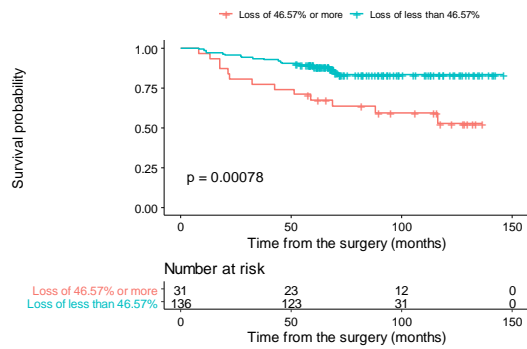 Loss of 46.57% or more Loss of less than 46.57%
Survival probability
1.00
0.75
0.50
0.25
0.00
p = 0.00078
0 50 100 150
Time from the surgery (months)
Number at risk
Loss of 46.57% or more 31 23 12 0
Loss of less than 46.57% 136 123 31 0
0 50 100 150
Time from the surgery (months)